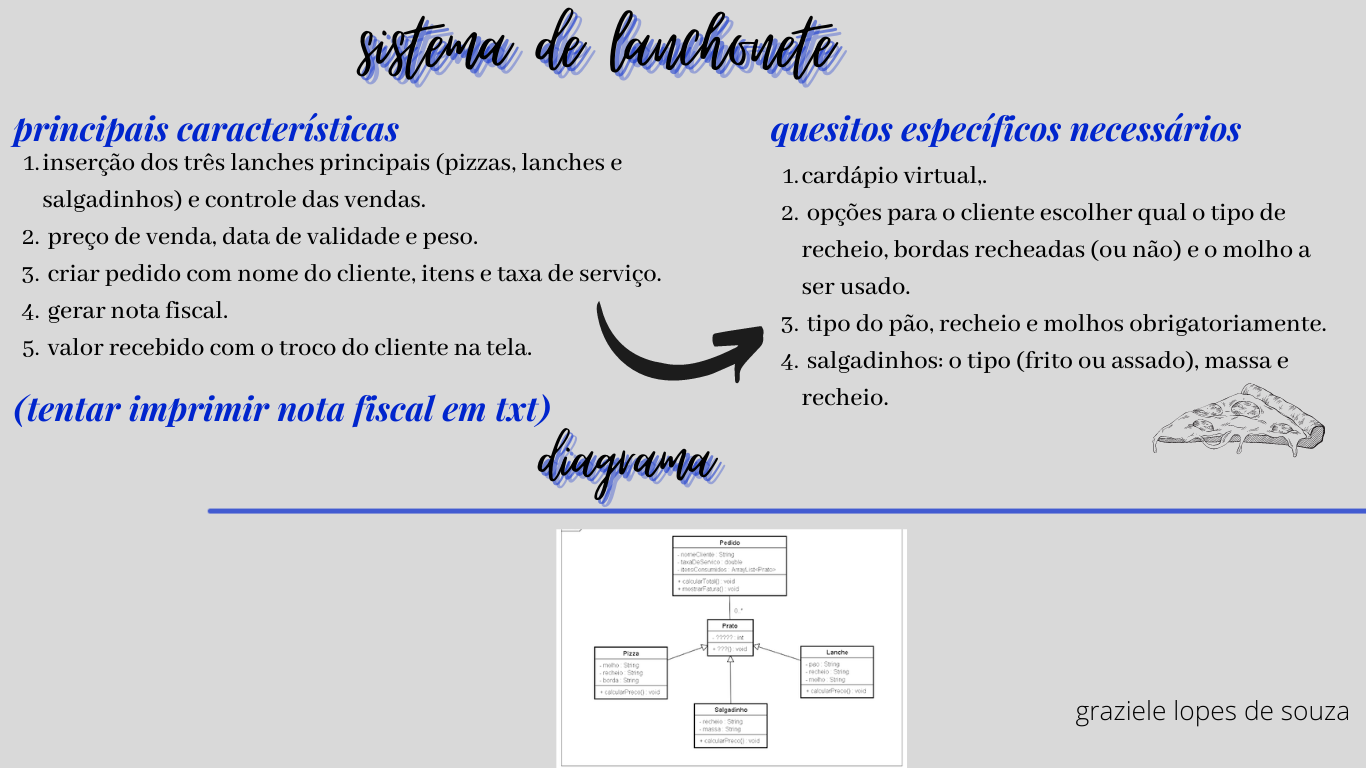 sistema de lanchonete
principais características
1. inserção dos três lanches principais (pizzas, lanches e
salgadinhos) e controle das vendas.
2. preço de venda, data de validade e peso.
3. criar pedido com nome do cliente, itens e taxa de serviço.
4. gerar nota fiscal.
5. valor recebido com o troco do cliente na tela.
(tentar imprimir nota fiscal em txt)
quesitos específicos necessários
1. cardápio virtual,.
2. opções para o cliente escolher qual o tipo de
recheio, bordas recheadas (ou não) e o molho a
ser usado.
3. tipo do pão, recheio e molhos obrigatoriamente.
4. salgadinhos: o tipo (frito ou assado), massa e
recheio.
diagrama
Pedido
- nomeCliente : String
- taxaDeServico : double
- itensConsumidos : ArrayList<Prato>
+ calcularTotal() : void
+ mostrarFatura() : void
0..*
Prato
- ????? : int
+ ???() : void
Pizza
- molho : String
- recheio : String
- borda : String
+ calcularPreco() : void
Lanche
- pao : String
- recheio : String
- molho : String
+ calcularPreco() : void
Salgadinho
- recheio : String
- massa : String
+ calcularPreco() : void
graziele lopes de souza